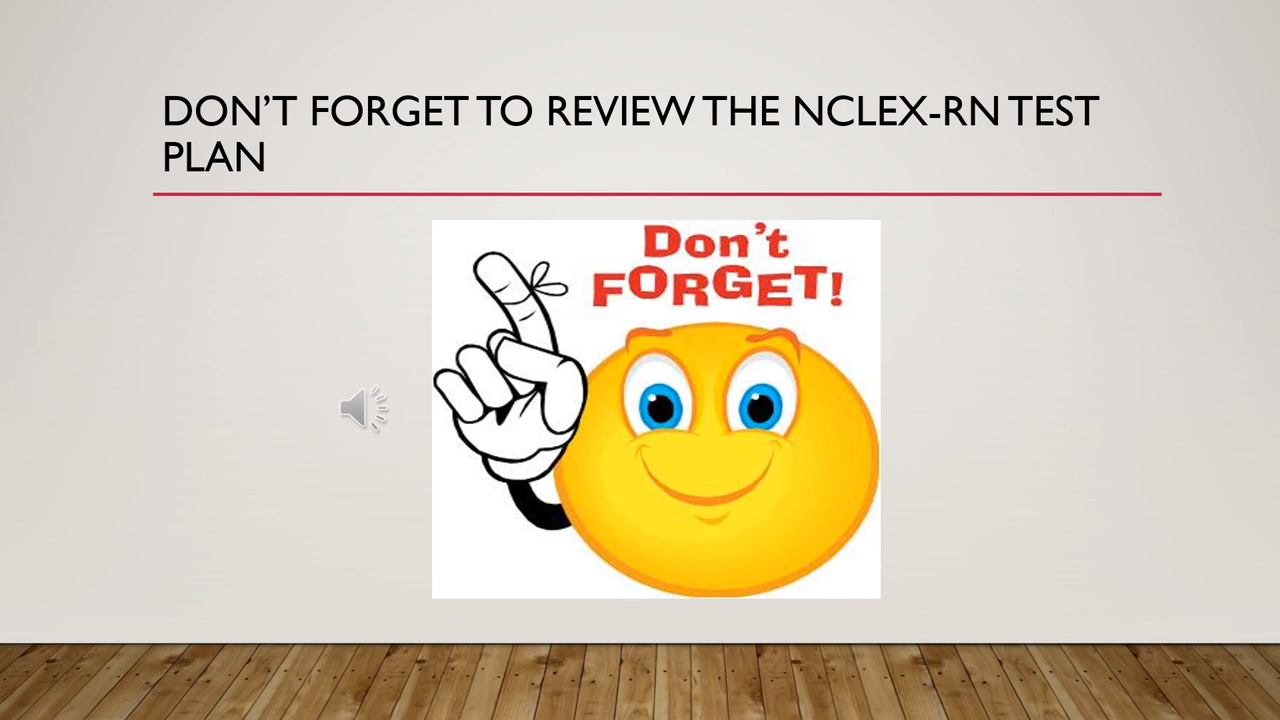 DON’T FORGET TO REVIEW THE NCLEX-RN TEST
PLAN
Don’t
FORGET!